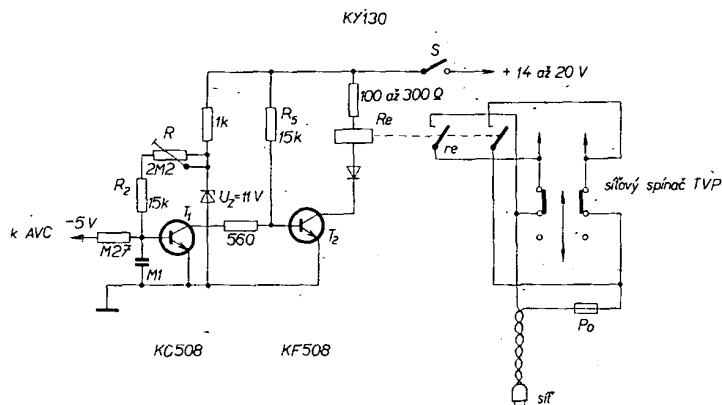 KY130
S
+ 14 až 20 V
100 až 300 Ω
Re
re
1k
R5
15k
R
2M2
R2
15k
Uz=11 V
T1
560
T2
-5 V
k AVC
M27
M1
síťový spínač TVP
Po
síť
KC508
KF508